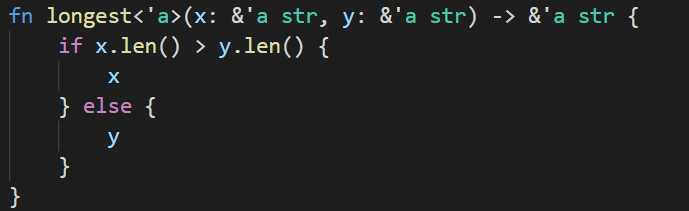 fn longest<'a>(x: &'a str, y: &'a str) -> &'a str {
    if x.len() > y.len() {
        x
    } else {
        y
    }
}